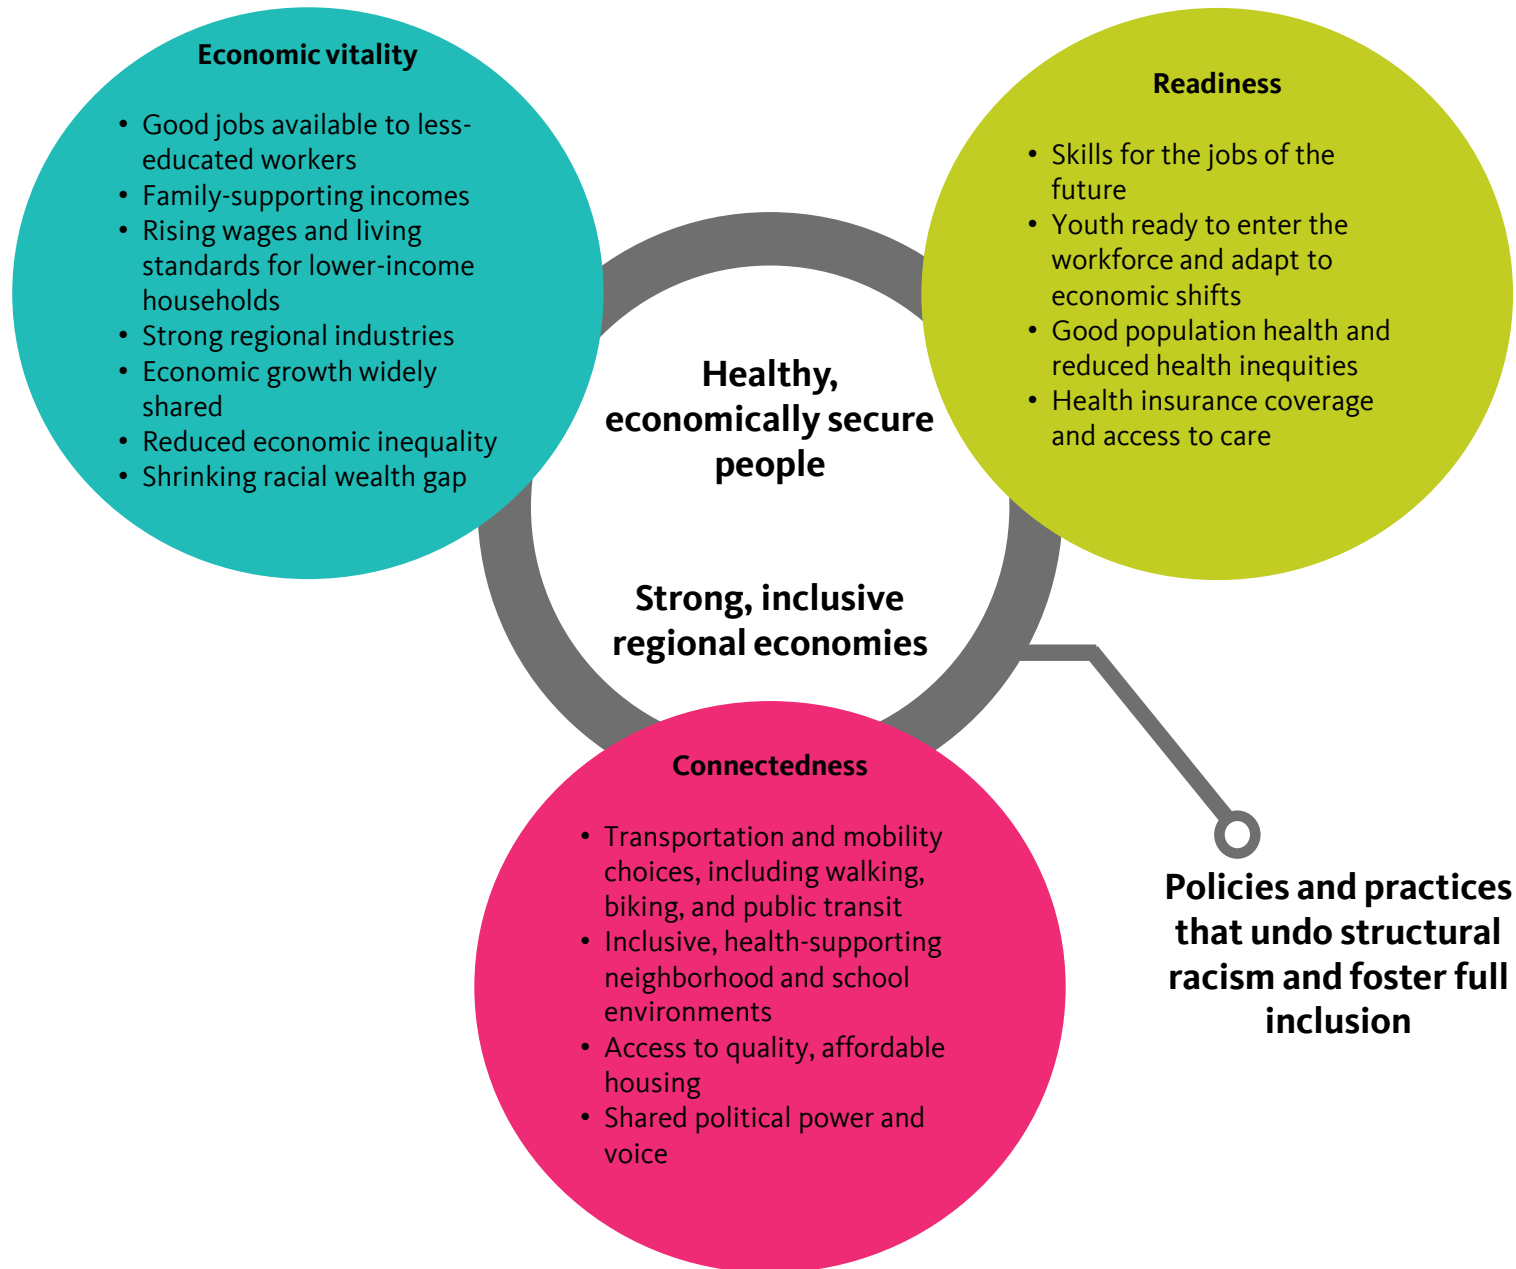 Economic vitality
• Good jobs available to less-
educated workers
• Family-supporting incomes
• Rising wages and living
standards for lower-income
households
• Strong regional industries
• Economic growth widely
shared
• Reduced economic inequality
• Shrinking racial wealth gap
Readiness
• Skills for the jobs of the
future
• Youth ready to enter the
workforce and adapt to
economic shifts
• Good population health and
reduced health inequities
• Health insurance coverage
and access to care
Healthy,
economically secure
people
Strong, inclusive
regional economies
Connectedness
• Transportation and mobility
choices, including walking,
biking, and public transit
• Inclusive, health-supporting
neighborhood and school
environments
• Access to quality, affordable
housing
• Shared political power and
voice
Policies and practices
that undo structural
racism and foster full
inclusion